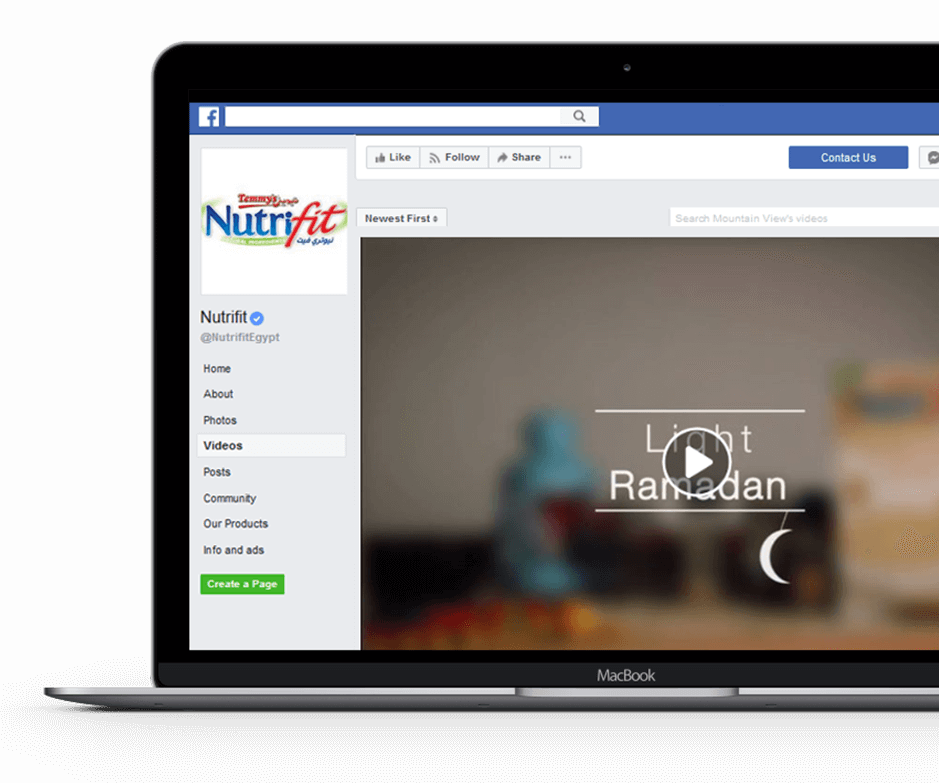 f
Like
Follow
Share
Contact Us
Temmy's تيميز
Nutrifit
نيوتري فيت
Newest First
Search Mountain View's videos
Nutrifit
@NutrifitEgypt
Home
About
Photos
Videos
Posts
Community
Our Products
Info and ads
Create a Page
Light
Ramadan
MacBook